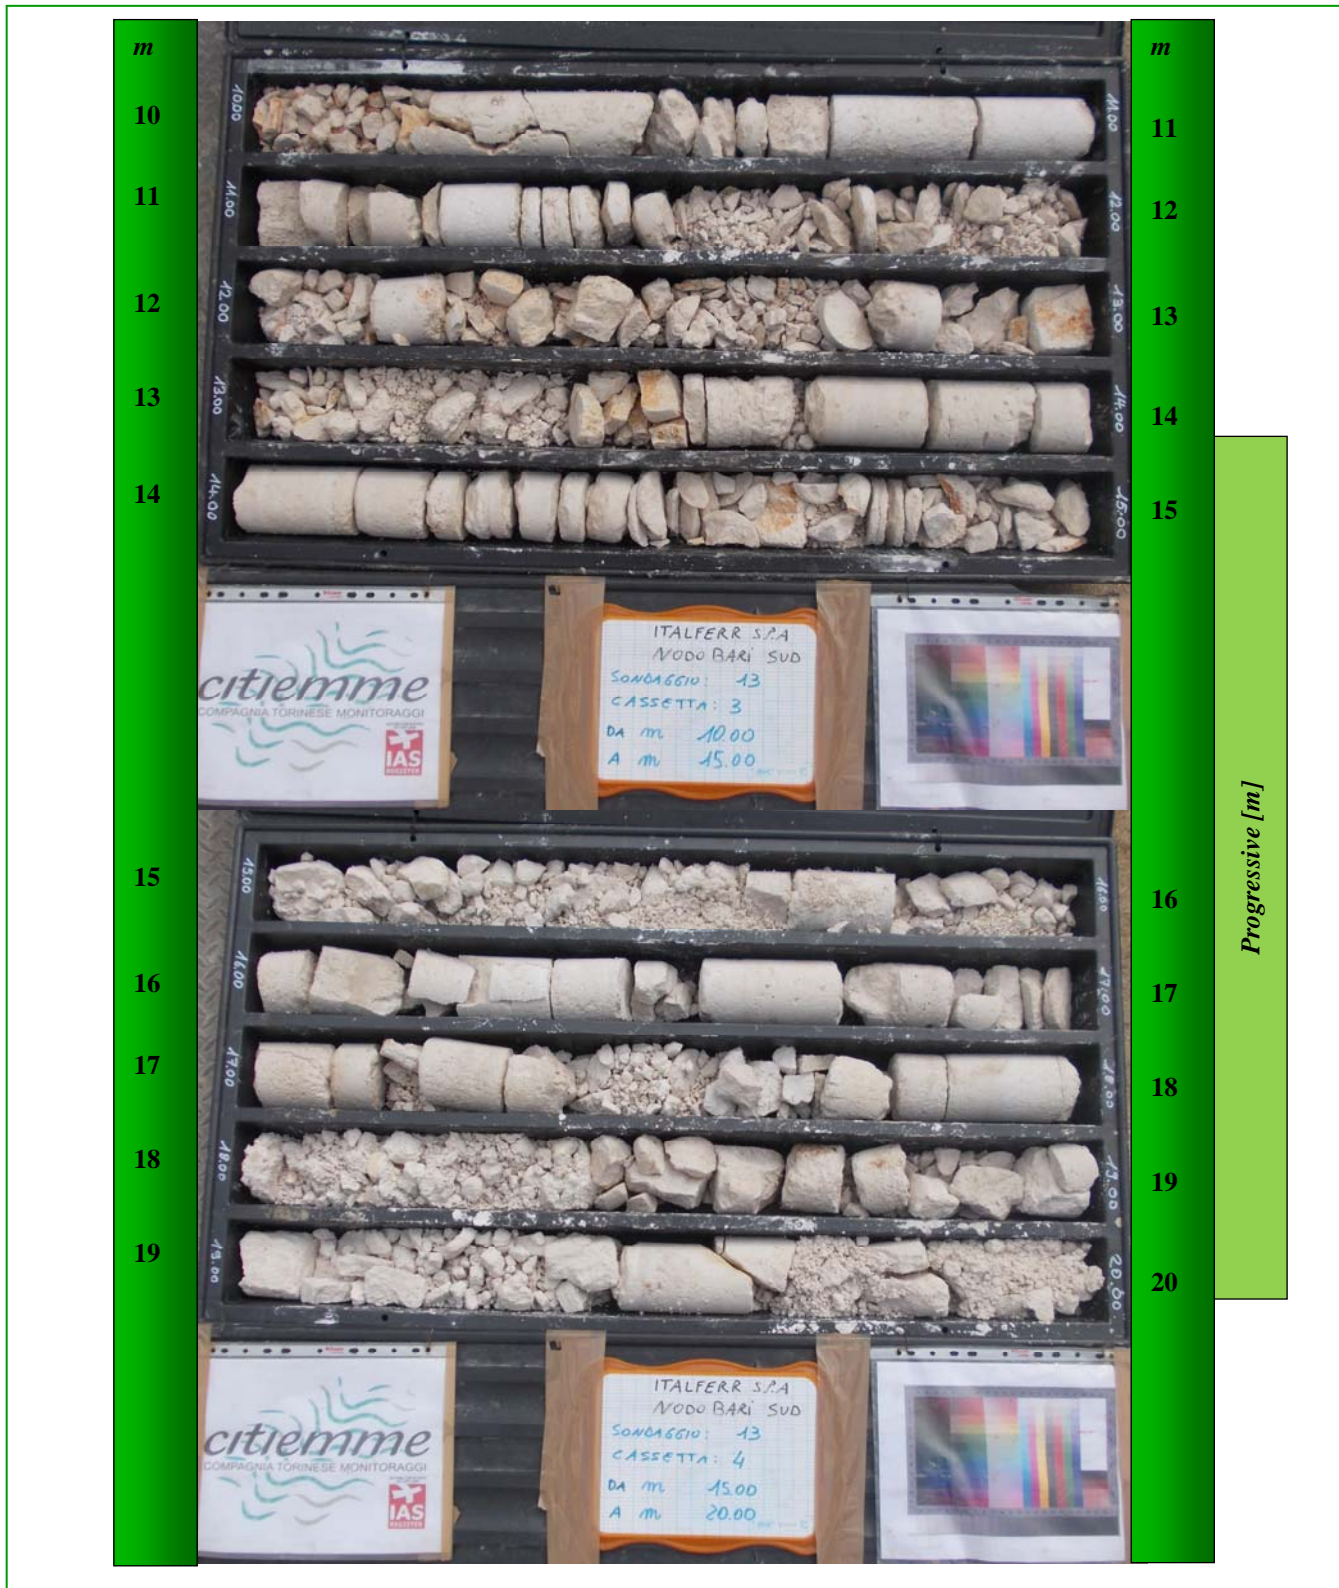 m
m
10
10.00
11.00
11
11
11.00
12.00
12
12
12.00
13.00
13
13
13.00
14.00
14
14
14.00
15.00
15
citiemme
COMPAGNIA TORINESE MONITORAGGI
IAS
REGISTER
ITALFERR S.P.A
NODO BARI SUD
SONDAGGIO: 13
CASSETTA: 3
DA m 10.00
A m 15.00
Progressive [m]
15
15.00
16.00
16
16
16.00
17.00
17
17
17.00
18.00
18
18
18.00
19.00
19
19
19.00
20.00
20
citiemme
COMPAGNIA TORINESE MONITORAGGI
IAS
REGISTER
ITALFERR S.P.A
NODO BARI SUD
SONDAGGIO: 13
CASSETTA: 4
DA m 15.00
A m 20.00